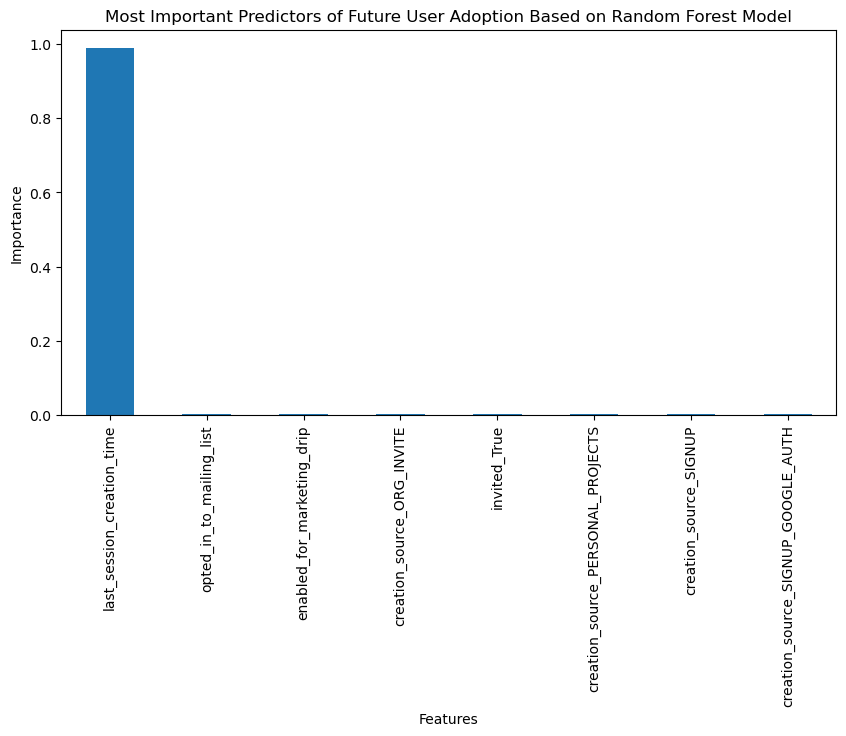 Most Important Predictors of Future User Adoption Based on Random Forest Model
1.0
0.8
0.6
0.4
0.2
0.0
Importance
last_session_creation_time
opted_in_to_mailing_list
enabled_for_marketing_drip
creation_source_ORG_INVITE
invited_True
creation_source_PERSONAL_PROJECTS
creation_source_SIGNUP
creation_source_SIGNUP_GOOGLE_AUTH
Features